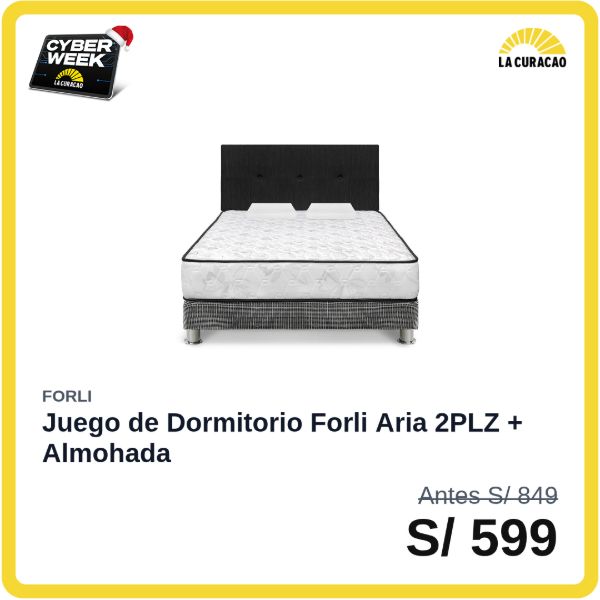 CYBER
WEEK
LA CURACAO
LA CURACAO
FORLI
Juego de Dormitorio Forli Aria 2PLZ +
Almohada
Antes S/ 849
S/ 599